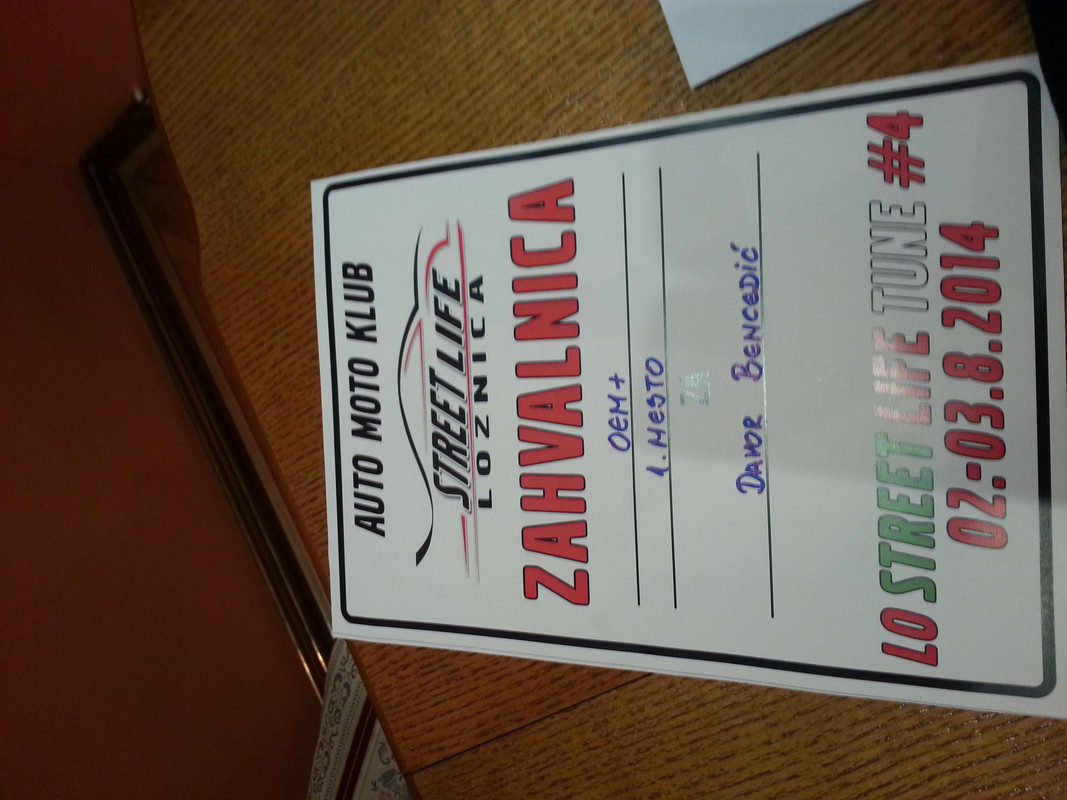 AUTO MOTO KLUB
STREET LIFE
LOZNICA
ZAHVALNICA
OEM+
1. MESTO
ZA
DAVOR BENCEDIĆ
LO STREET LIFE TUNE #4
02.-03.8.2014